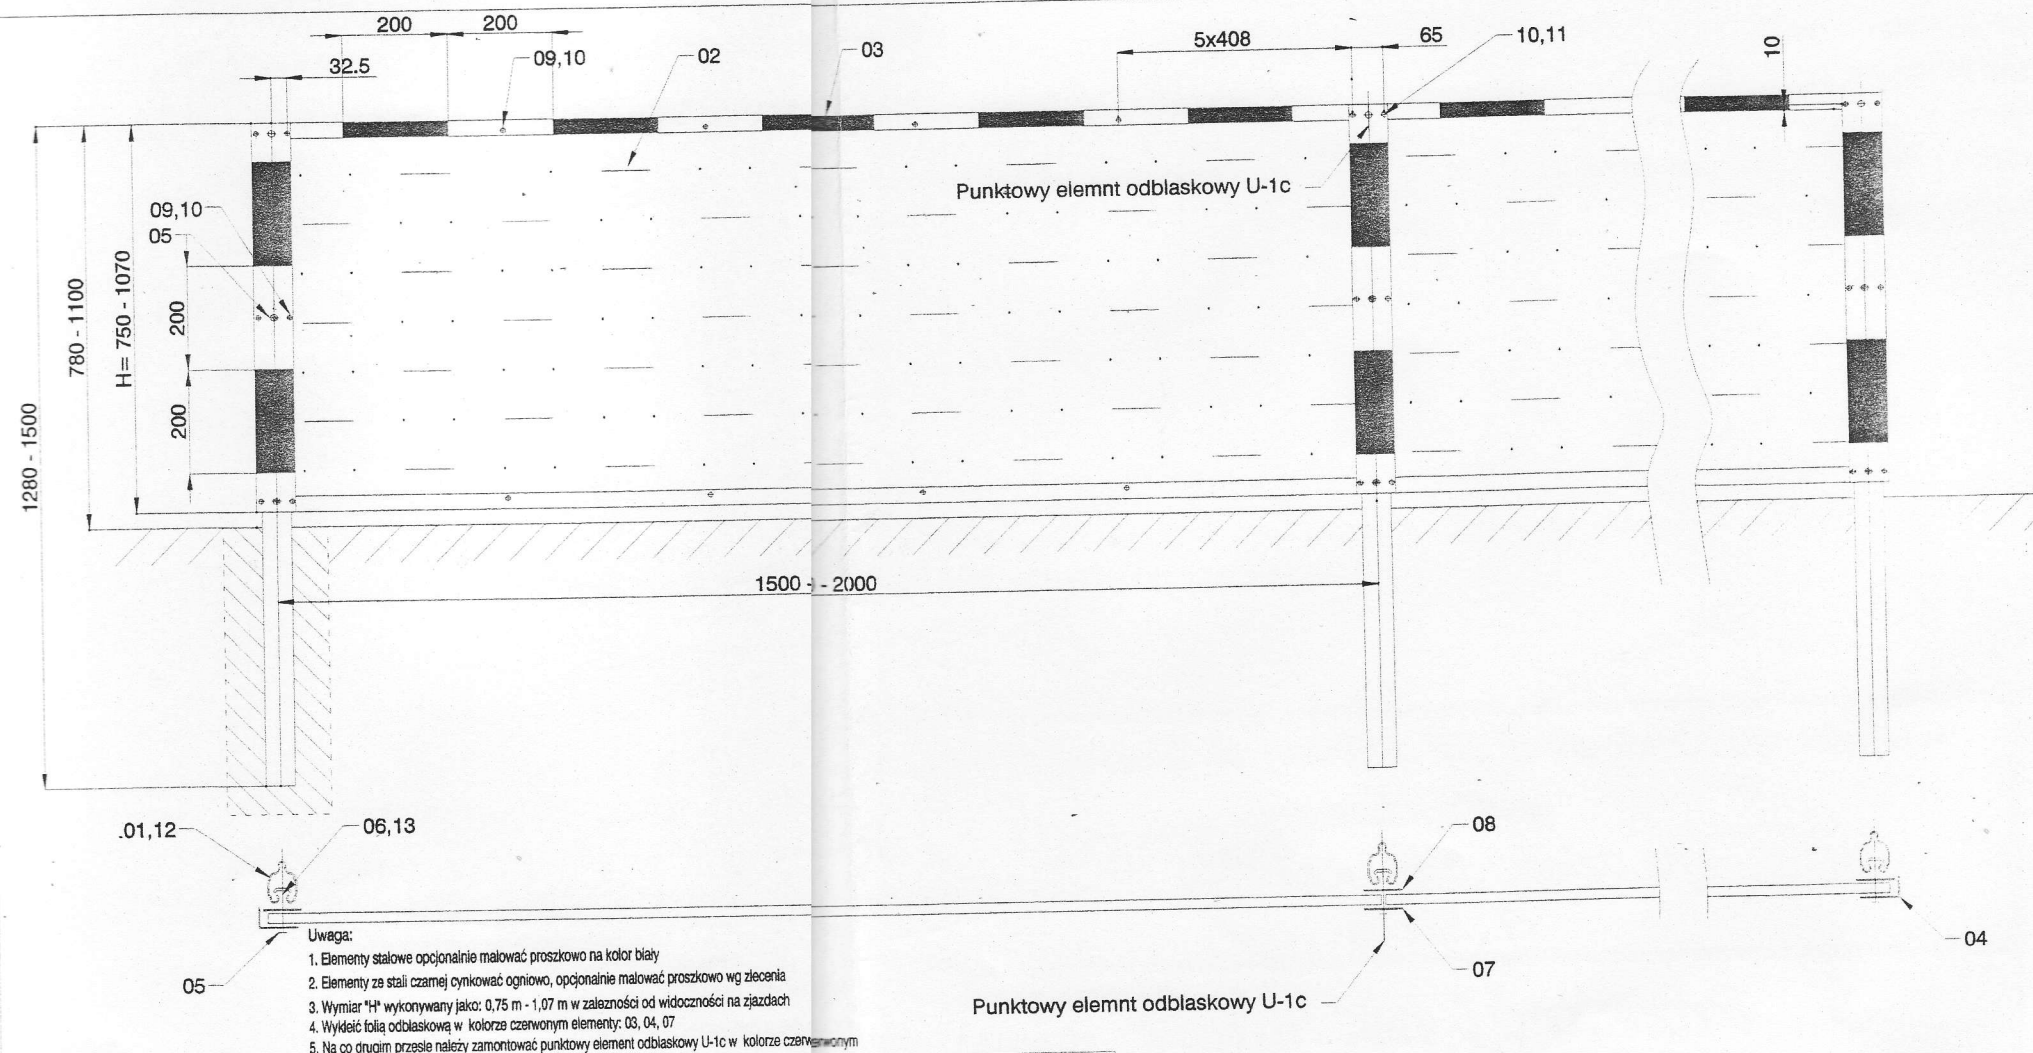 200
200
32.5
09,10
02
03
5x408
65
10,11
10
Punktowy elemnt odblaskowy U-1c
09,10
05
200
200
H= 750 - 1070
780 - 1100
1280 - 1500
1500 - - 2000
.01,12
06,13
08
05
07
04
Punktowy elemnt odblaskowy U-1c
Uwaga:
1. Elementy stalowe opcjonalnie malować proszkowo na kolor biały
2. Elementy ze stali czarnej cynkować ogniowo, opcjonalnie malować proszkowo wg zlecenia
3. Wymiar "H" wykonywany jako: 0,75 m - 1,07 m w zależności od widoczności na zjazdach
4. Wykleić folią odblaskową w kolorze czerwonym elementy: 03, 04, 07
5. Na co drugim przęśle należy zamontować punktowy element odblaskowy U-1c w kolorze